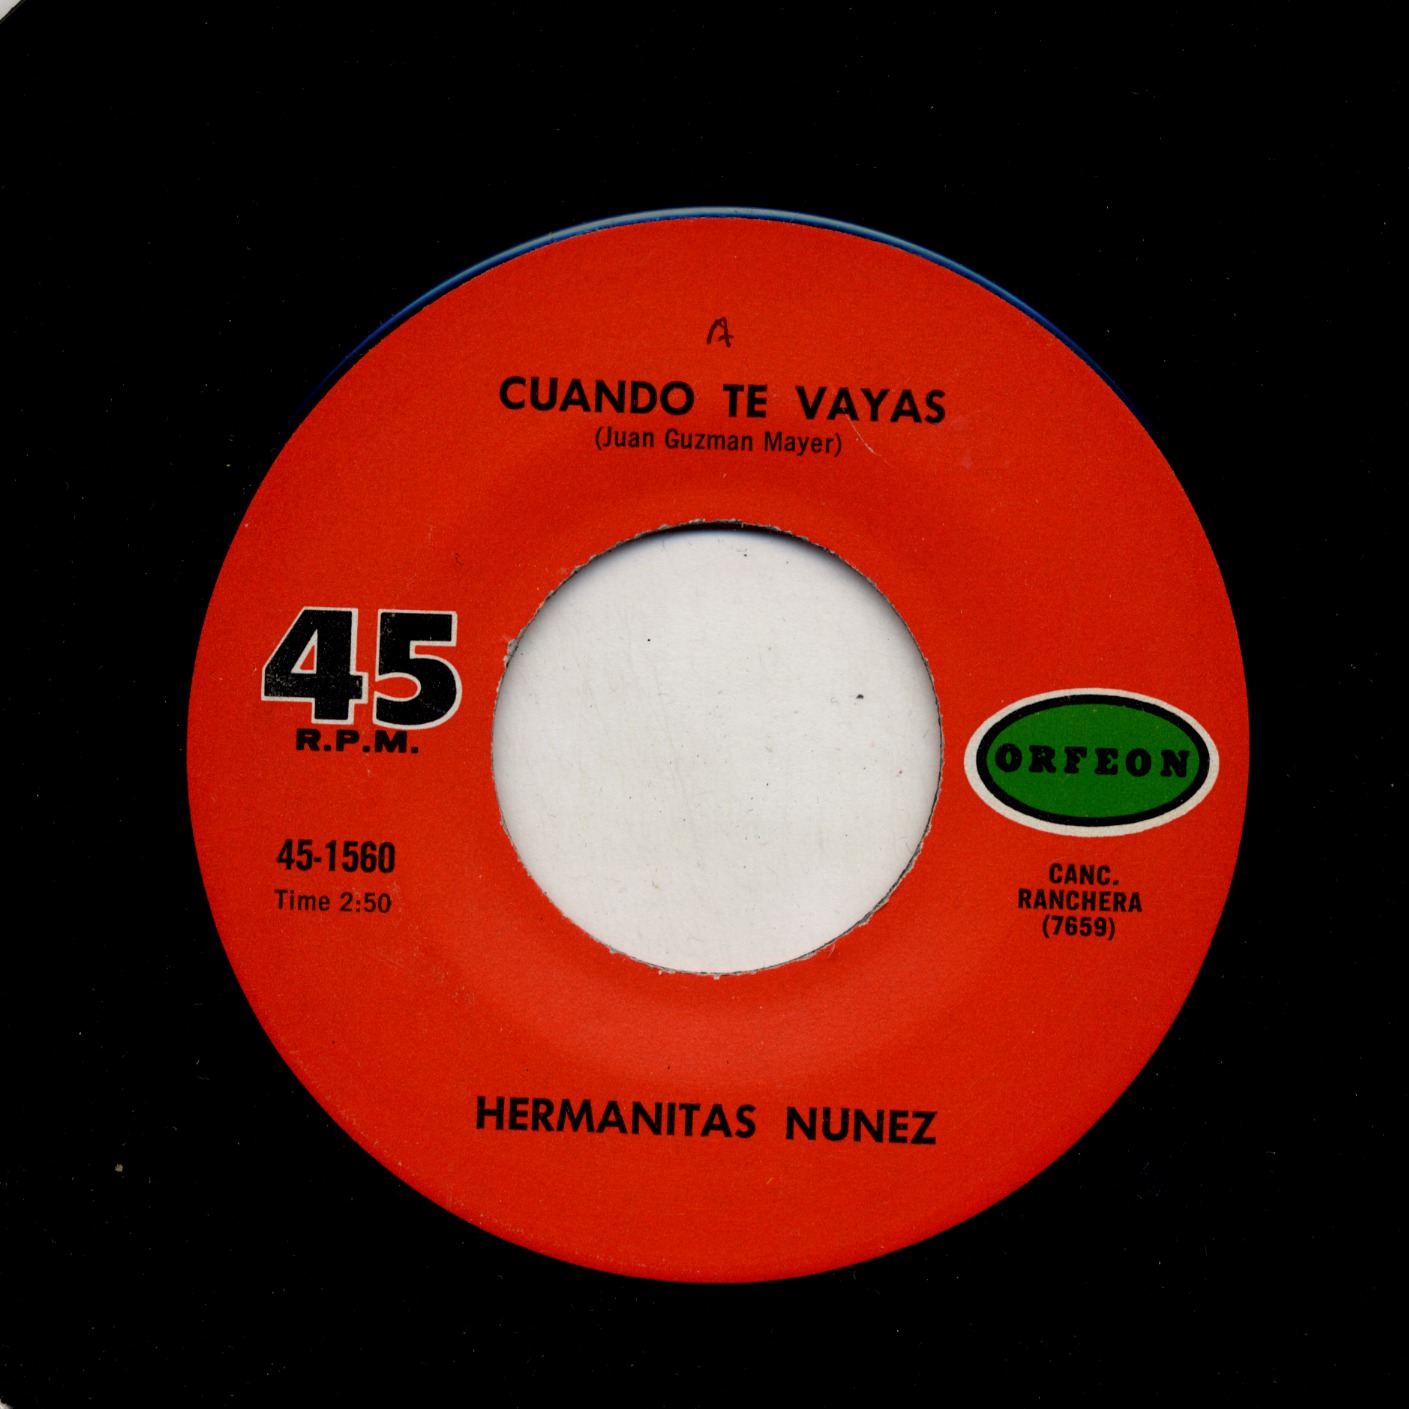 A
CUANDO TE VAYAS
(Juan Guzman Mayer)
45
R.P.M.
45-1560
Time 2:50
ORFEON
CANC.
RANCHERA
(7659)
HERMANITAS NUNEZ